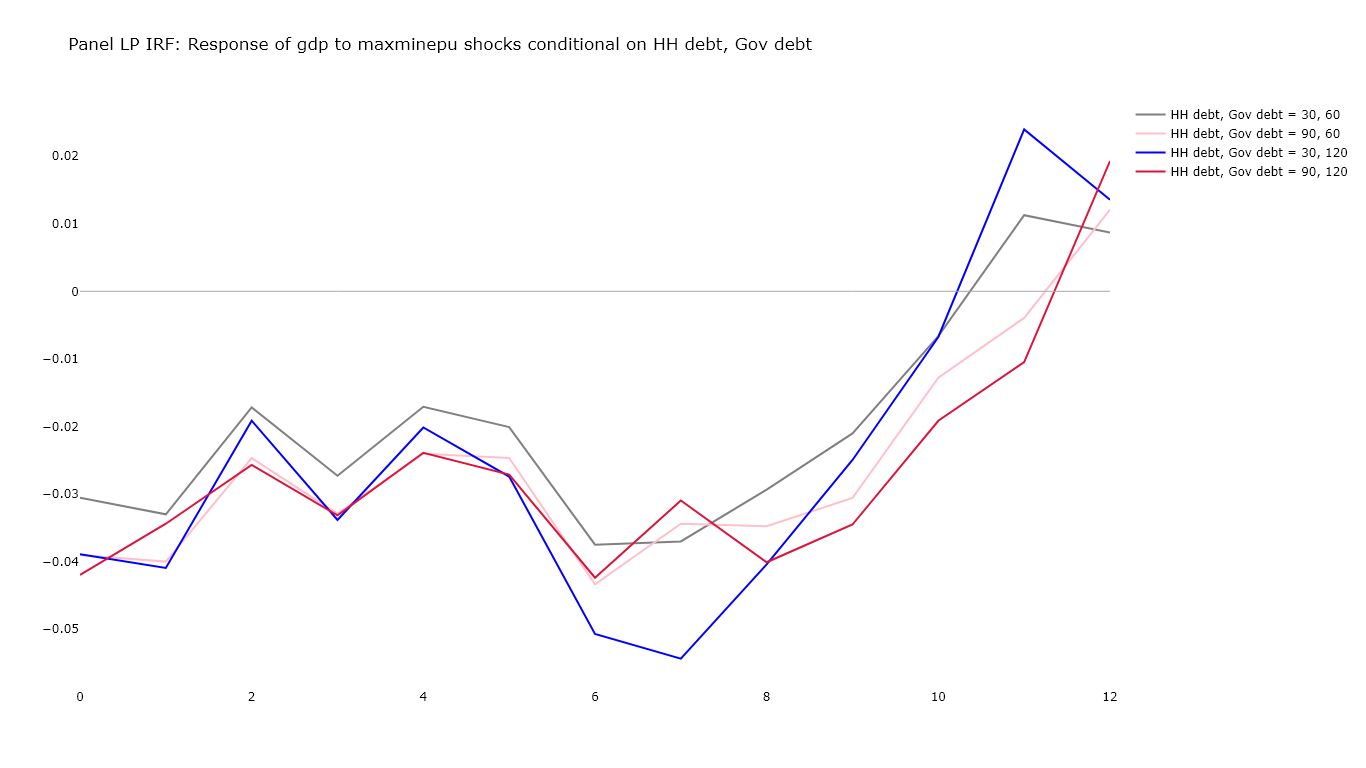 Panel LP IRF: Response of gdp to maxminepu shocks conditional on HH debt, Gov debt
HH debt, Gov debt = 30, 60
HH debt, Gov debt = 90, 60
HH debt, Gov debt = 30, 120
HH debt, Gov debt = 90, 120
0.02
0.01
0
−0.01
−0.02
−0.03
−0.04
−0.05
0 2 4 6 8 10 12